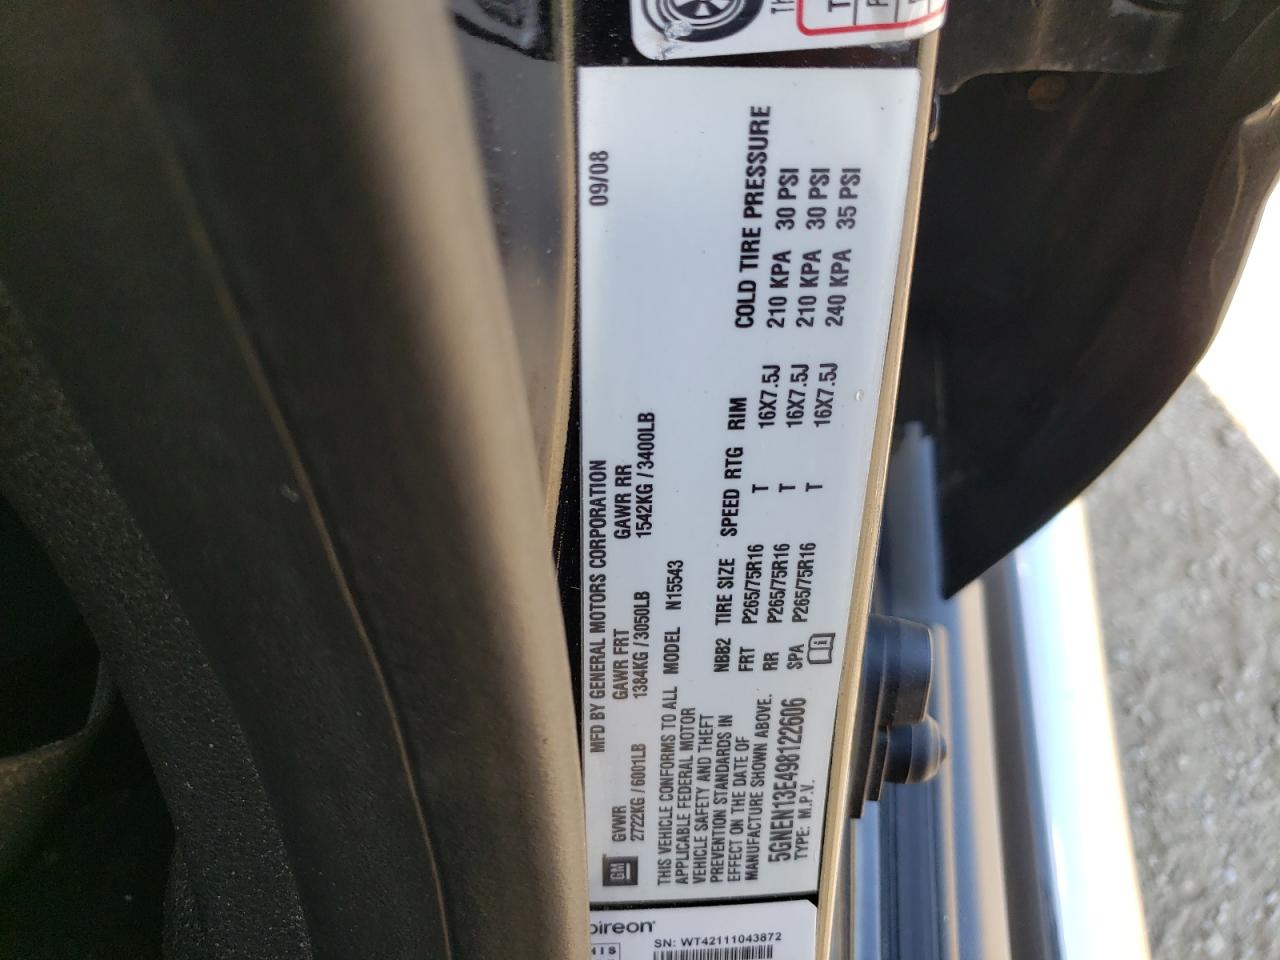 MFD BY GENERAL MOTORS CORPORATION 09/08
GM
GVWR GAWR FRT GAWR RR
2722KG / 6001LB 1384KG / 3050LB 1542KG / 3400LB
THIS VEHICLE CONFORMS TO ALL
APPLICABLE FEDERAL MOTOR
VEHICLE SAFETY AND THEFT
PREVENTION STANDARDS IN
EFFECT ON THE DATE OF
MANUFACTURE SHOWN ABOVE.
MODEL N15543
NBB2 TIRE SIZE SPEED RTG RIM COLD TIRE PRESSURE
FRT P265/75R16 T 16X7.5J 210 KPA 30 PSI
RR P265/75R16 T 16X7.5J 210 KPA 30 PSI
SPA P265/75R16 T 16X7.5J 240 KPA 35 PSI
5GNEN13E498122606
TYPE: M.P.V.
pireon
HIS
SN: WT42111043872